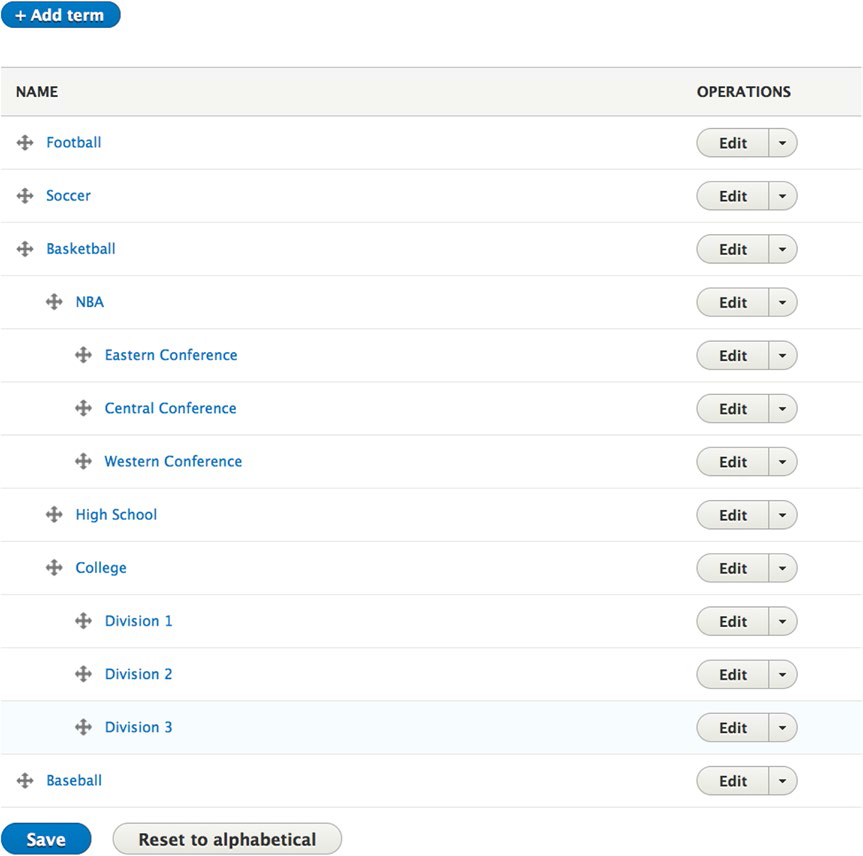 + Add term
NAME OPERATIONS
Football Edit
Soccer Edit
Basketball Edit
NBA Edit
Eastern Conference Edit
Central Conference Edit
Western Conference Edit
High School Edit
College Edit
Division 1 Edit
Division 2 Edit
Division 3 Edit
Baseball Edit
Save Reset to alphabetical